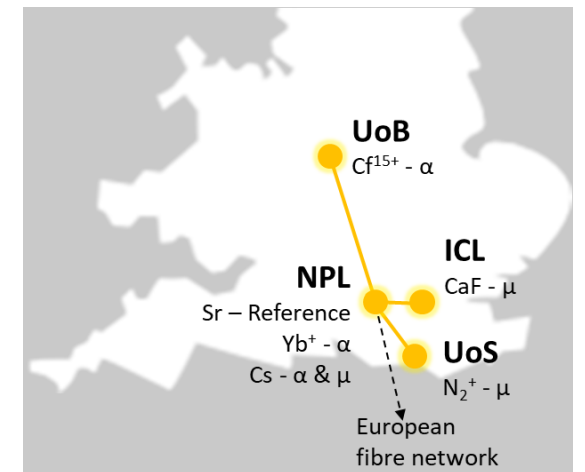 UoB
Cf¹⁵⁺ - α
ICL
CaF - μ
NPL
Sr – Reference
Yb⁺ - α
Cs - α & μ
UoS
N₂⁺ - μ
European
fibre network